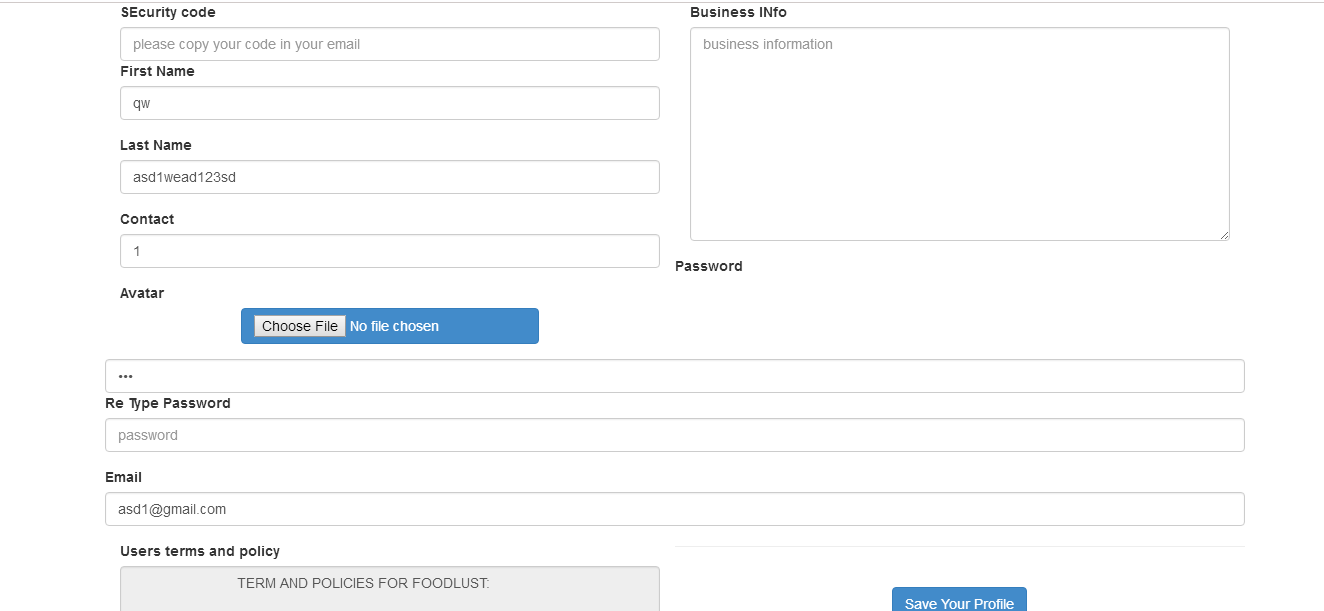 SEcurity code
please copy your code in your email
First Name
qw
Last Name
asd1wead123sd
Contact
1
Avatar
Choose File No file chosen
Business INfo
business information
Password
•••
Re Type Password
password
Email
asd1@gmail.com
Users terms and policy
TERM AND POLICIES FOR FOODLUST:
Save Your Profile